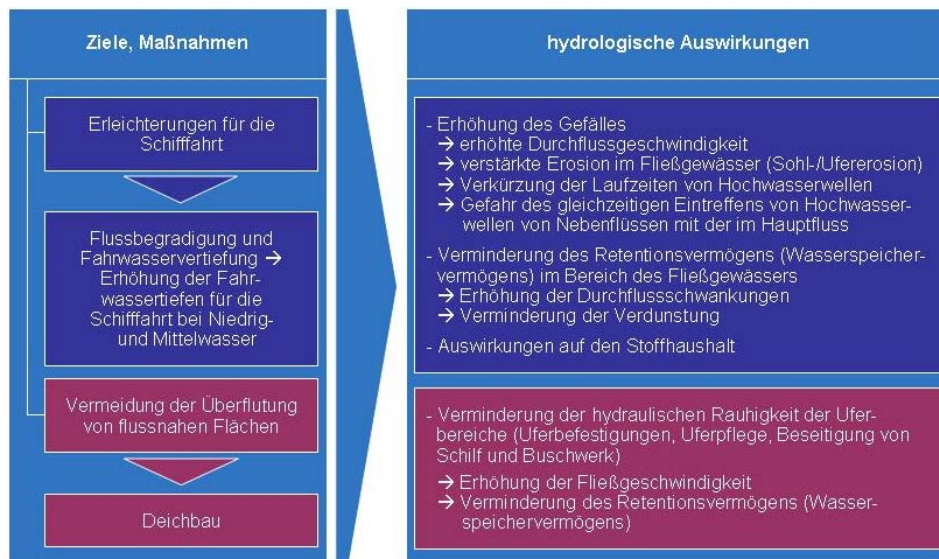 Ziele, Maßnahmen
Erleichterungen für die
Schifffahrt
Flussbegradigung und
Fahrwasservertiefung →
Erhöhung der Fahr-
wassertiefen für die
Schifffahrt bei Niedrig-
und Mittelwasser
Vermeidung der Überflutung
von flussnahen Flächen
Deichbau
hydrologische Auswirkungen
- Erhöhung des Gefälles
→ erhöhte Durchflussgeschwindigkeit
→ verstärkte Erosion im Fließgewässer (Sohl-/Ufererosion)
→ Verkürzung der Laufzeiten von Hochwasserwellen
→ Gefahr des gleichzeitigen Eintreffens von Hochwasser-
wellen von Nebenflüssen mit der im Hauptfluss
- Verminderung des Retentionsvermögens (Wasserspeicher-
vermögens) im Bereich des Fließgewässers
→ Erhöhung der Durchflussschwankungen
→ Verminderung der Verdunstung
- Auswirkungen auf den Stoffhaushalt
- Verminderung der hydraulischen Rauhigkeit der Ufer-
bereiche (Uferbefestigungen, Uferpflege, Beseitigung von
Schilf und Buschwerk)
→ Erhöhung der Fließgeschwindigkeit
→ Verminderung des Retentionsvermögens (Wasser-
speichervermögens)